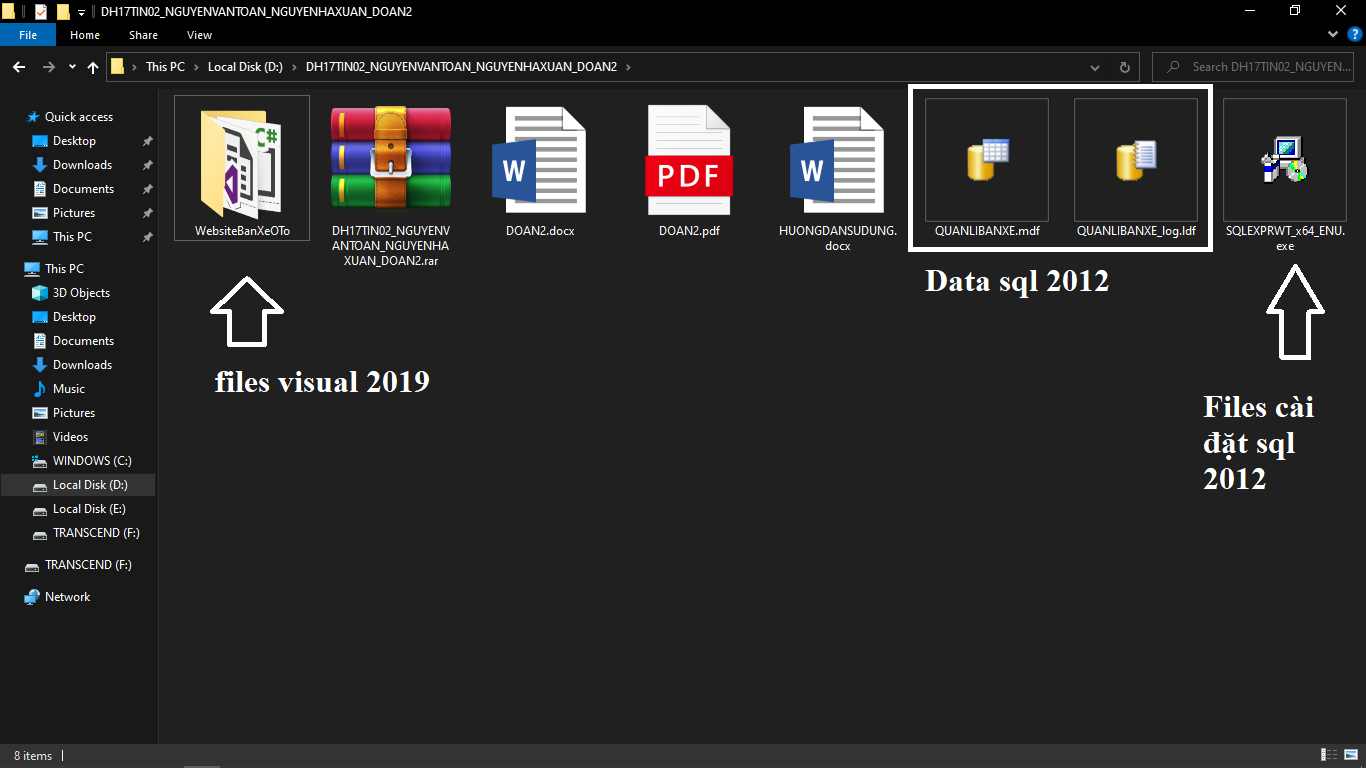 DH17TIN02_NGUYENVANTOAN_NGUYENHAXUAN_DOAN2
File Home Share View
This PC Local Disk (D:) DH17TIN02_NGUYENVANTOAN_NGUYENHAXUAN_DOAN2
Search DH17TIN02_NGUYEN...
Quick access
Desktop
Downloads
Documents
Pictures
This PC
This PC
3D Objects
Desktop
Documents
Downloads
Music
Pictures
Videos
WINDOWS (C:)
Local Disk (D:)
Local Disk (E:)
TRANSCEND (F:)
TRANSCEND (F:)
Network
C#
WebsiteBanXeOTo
DH17TIN02_NGUYENV
ANTOAN_NGUYENHA
XUAN_DOAN2.rar
W
DOAN2.docx
PDF
DOAN2.pdf
W
HUONGDANSUDUNG.
docx
QUANLIBANXE.mdf
QUANLIBANXE_log.ldf
SQLEXPRWT_x64_ENU.
exe
Data sql 2012
files visual 2019
Files cài
đặt sql
2012
8 items